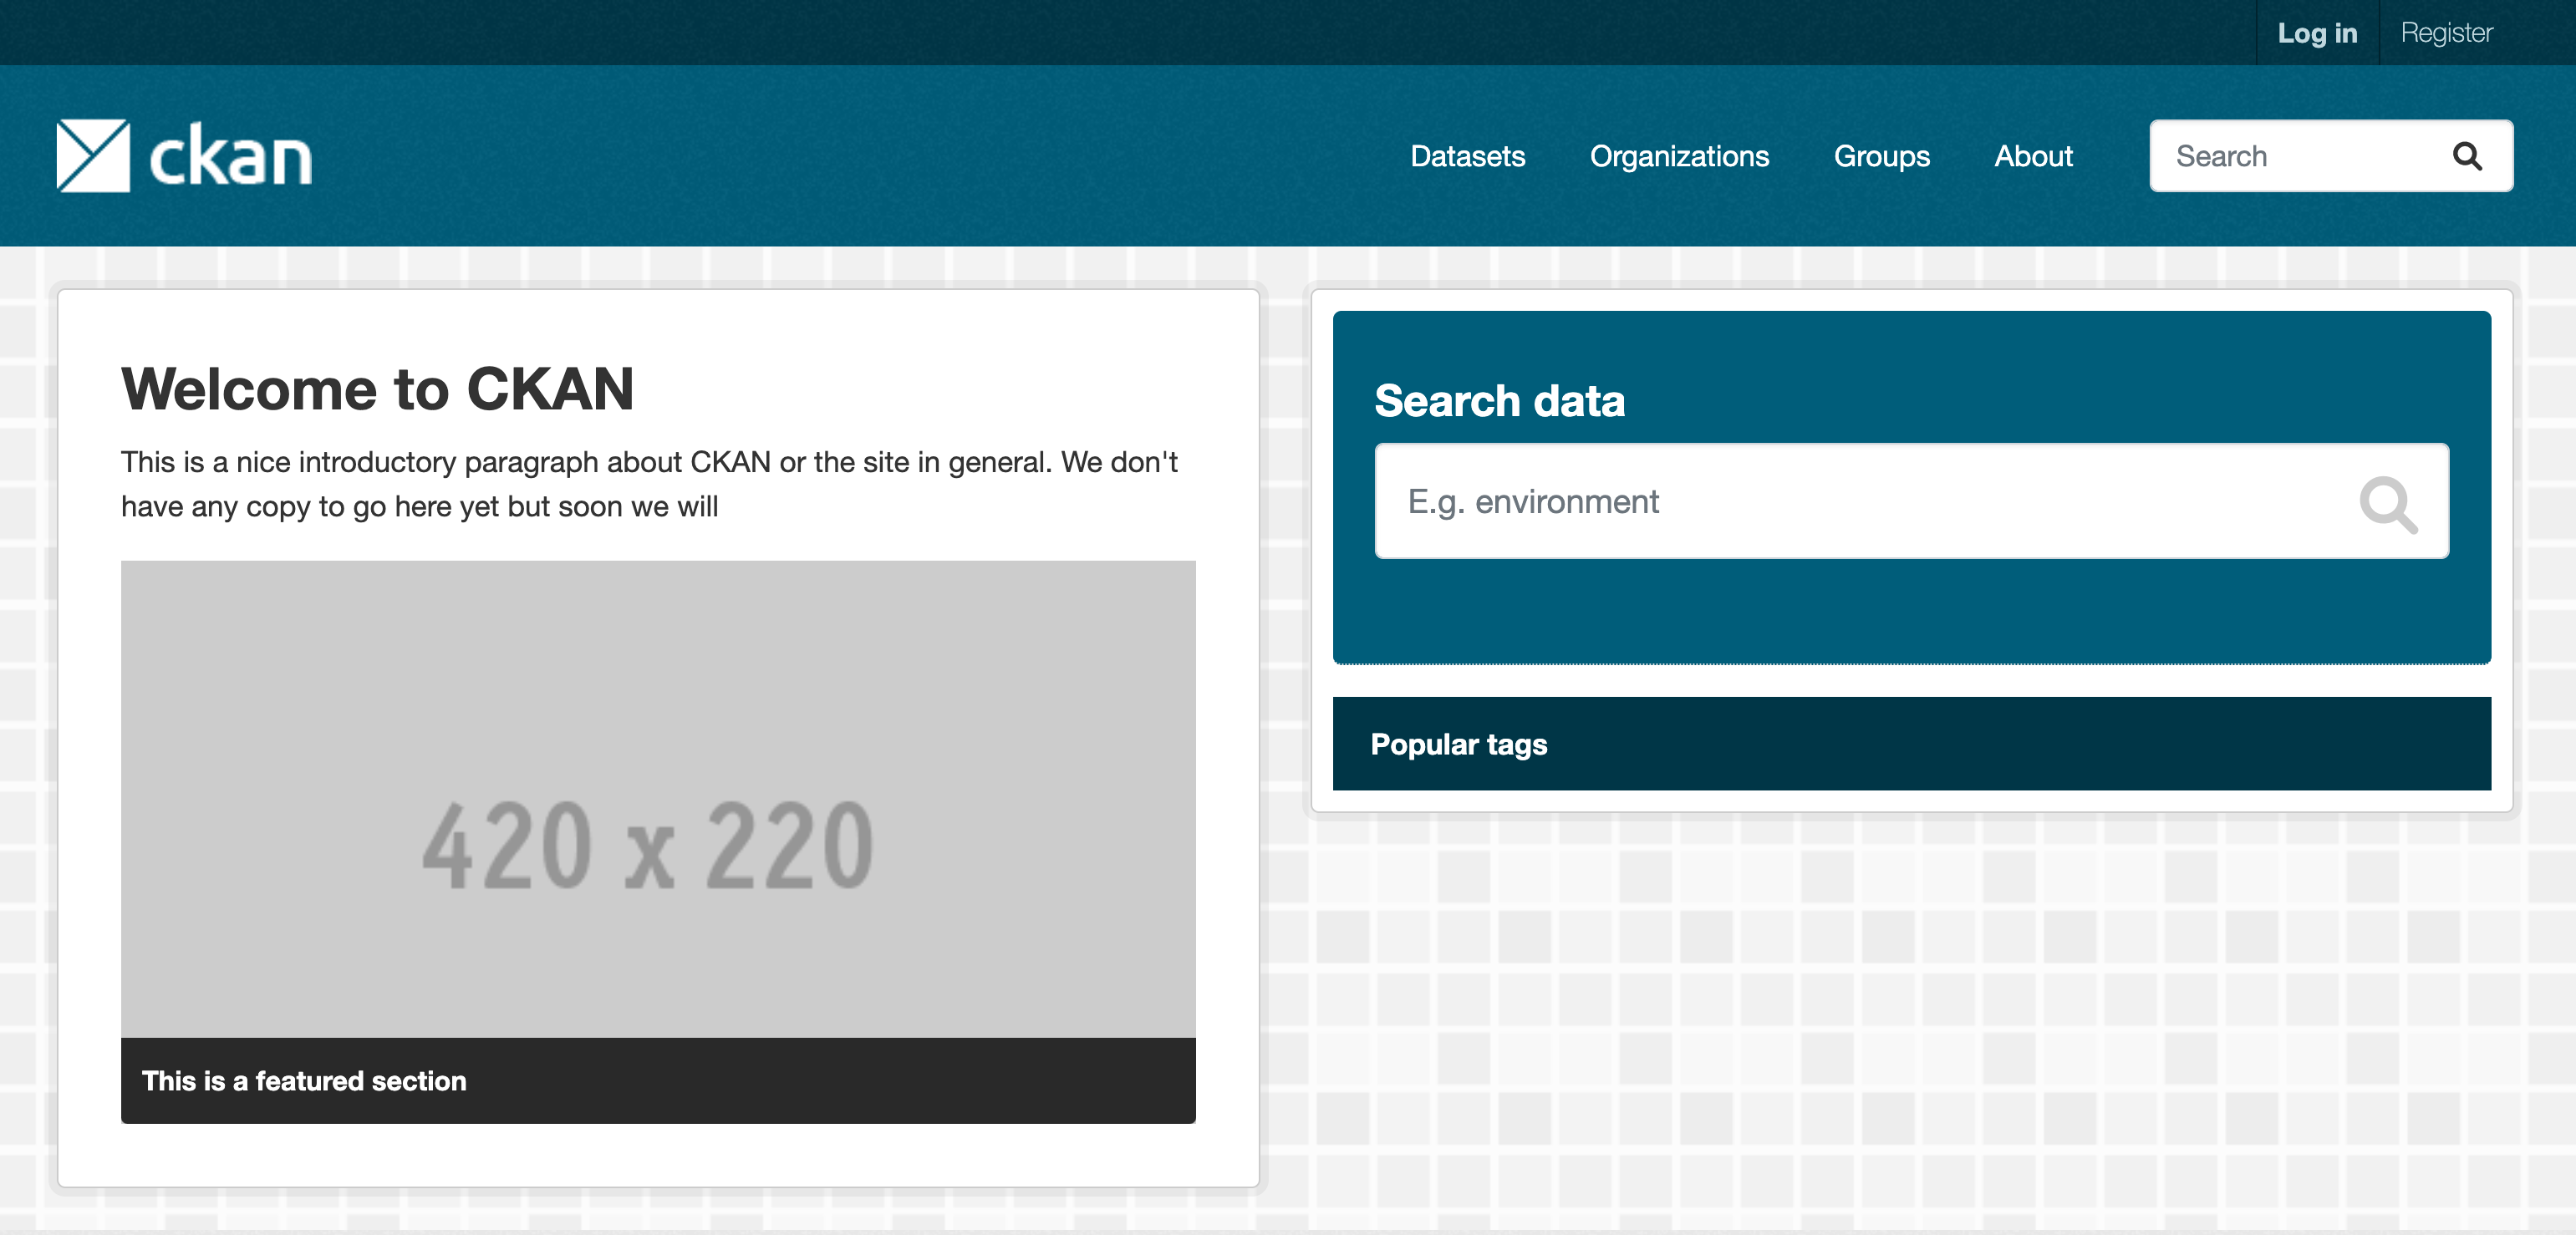 Log in
Register
ckan
Datasets
Organizations
Groups
About
Search
Welcome to CKAN
This is a nice introductory paragraph about CKAN or the site in general. We don't
have any copy to go here yet but soon we will
420 x 220
This is a featured section
Search data
E.g. environment
Popular tags